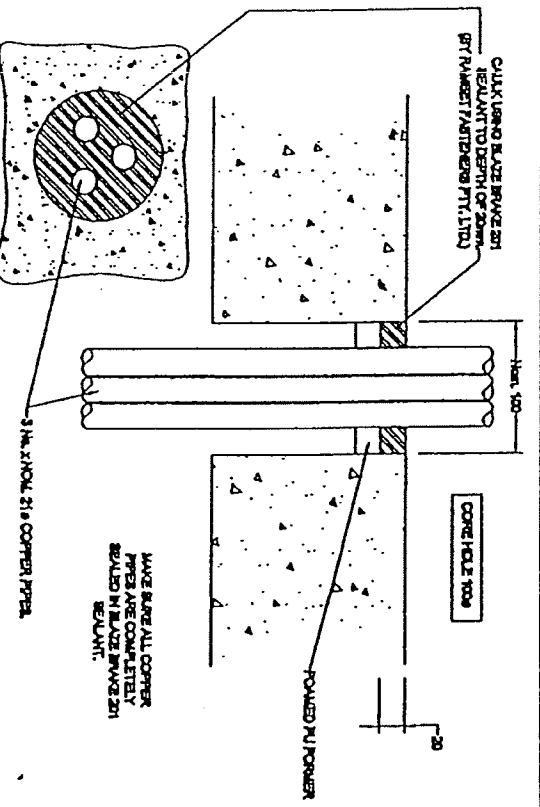 CAULK USING BLAZE BRAKE 201
SEALANT TO DEPTH OF 20mm.
(BY RAMSET FASTENERS PTY. LTD.)
Nom. 100
CORE HOLE 100ø
20
FOAMED PU FORMER
MAKE SURE ALL COPPER
PIPES ARE COMPLETELY
SEALED IN BLAZE BRAKE 201
SEALANT.
3 No. x NOM. 21 ø COPPER PIPES.